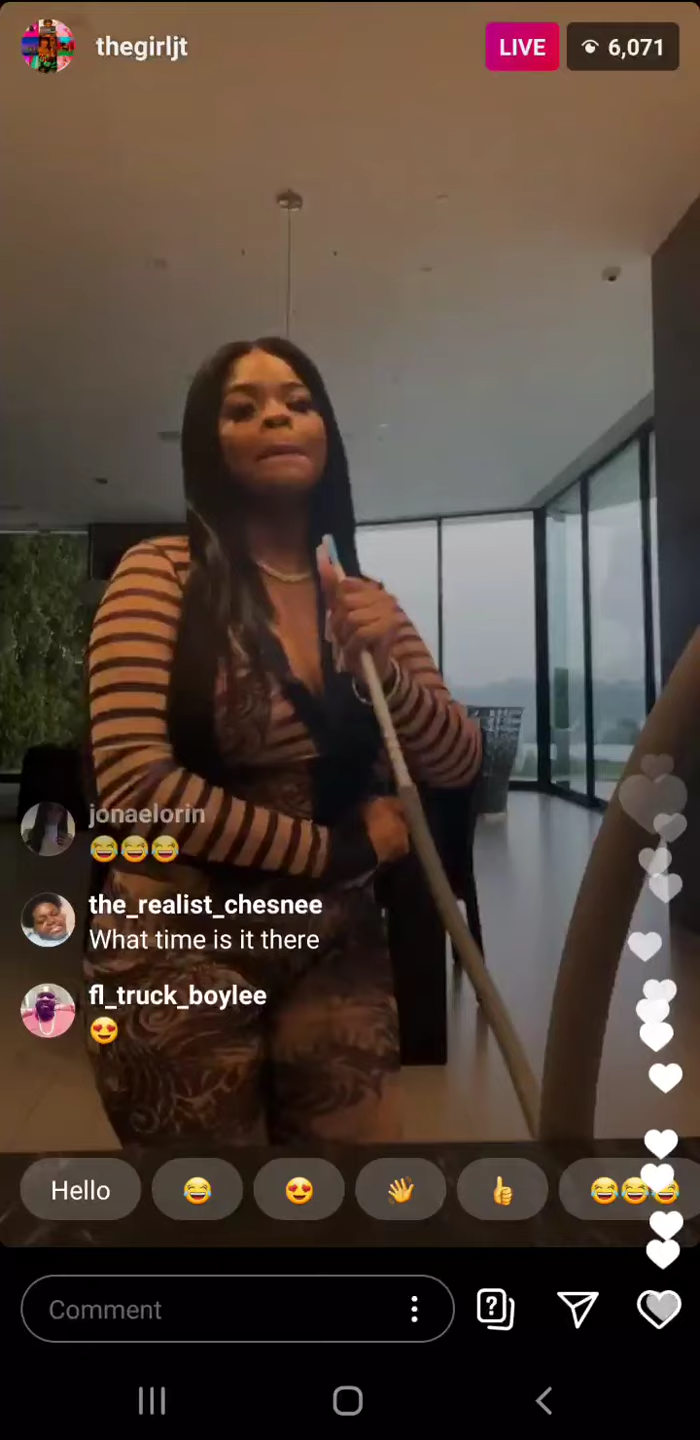 thegirljt
LIVE
6,071
jonaelorin
😂😂😂
the_realist_chesnee
What time is it there
fl_truck_boylee
😍
Hello
😂
😍
👋
👍
😂😂😂
Comment